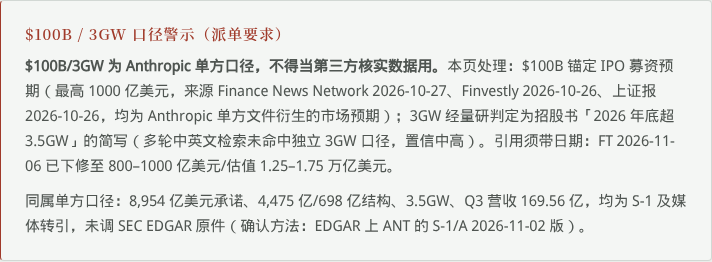 $100B / 3GW 口径警示（派单要求）
$100B/3GW 为 Anthropic 单方口径，不得当第三方核实数据用。本页处理：$100B 锚定 IPO 募资预
期（最高 1000 亿美元，来源 Finance News Network 2026-10-27、Finvestly 2026-10-26、上证报
2026-10-26，均为 Anthropic 单方文件衍生的市场预期）；3GW 经量研判定为招股书「2026 年底超
3.5GW」的简写（多轮中英文检索未命中独立 3GW 口径，置信中高）。引用须带日期：FT 2026-11-
06 已下修至 800–1000 亿美元/估值 1.25–1.75 万亿美元。
同属单方口径：8,954 亿美元承诺、4,475 亿/698 亿结构、3.5GW、Q3 营收 169.56 亿，均为 S-1 及媒
体转引，未调 SEC EDGAR 原件（确认方法：EDGAR 上 ANT 的 S-1/A 2026-11-02 版）。